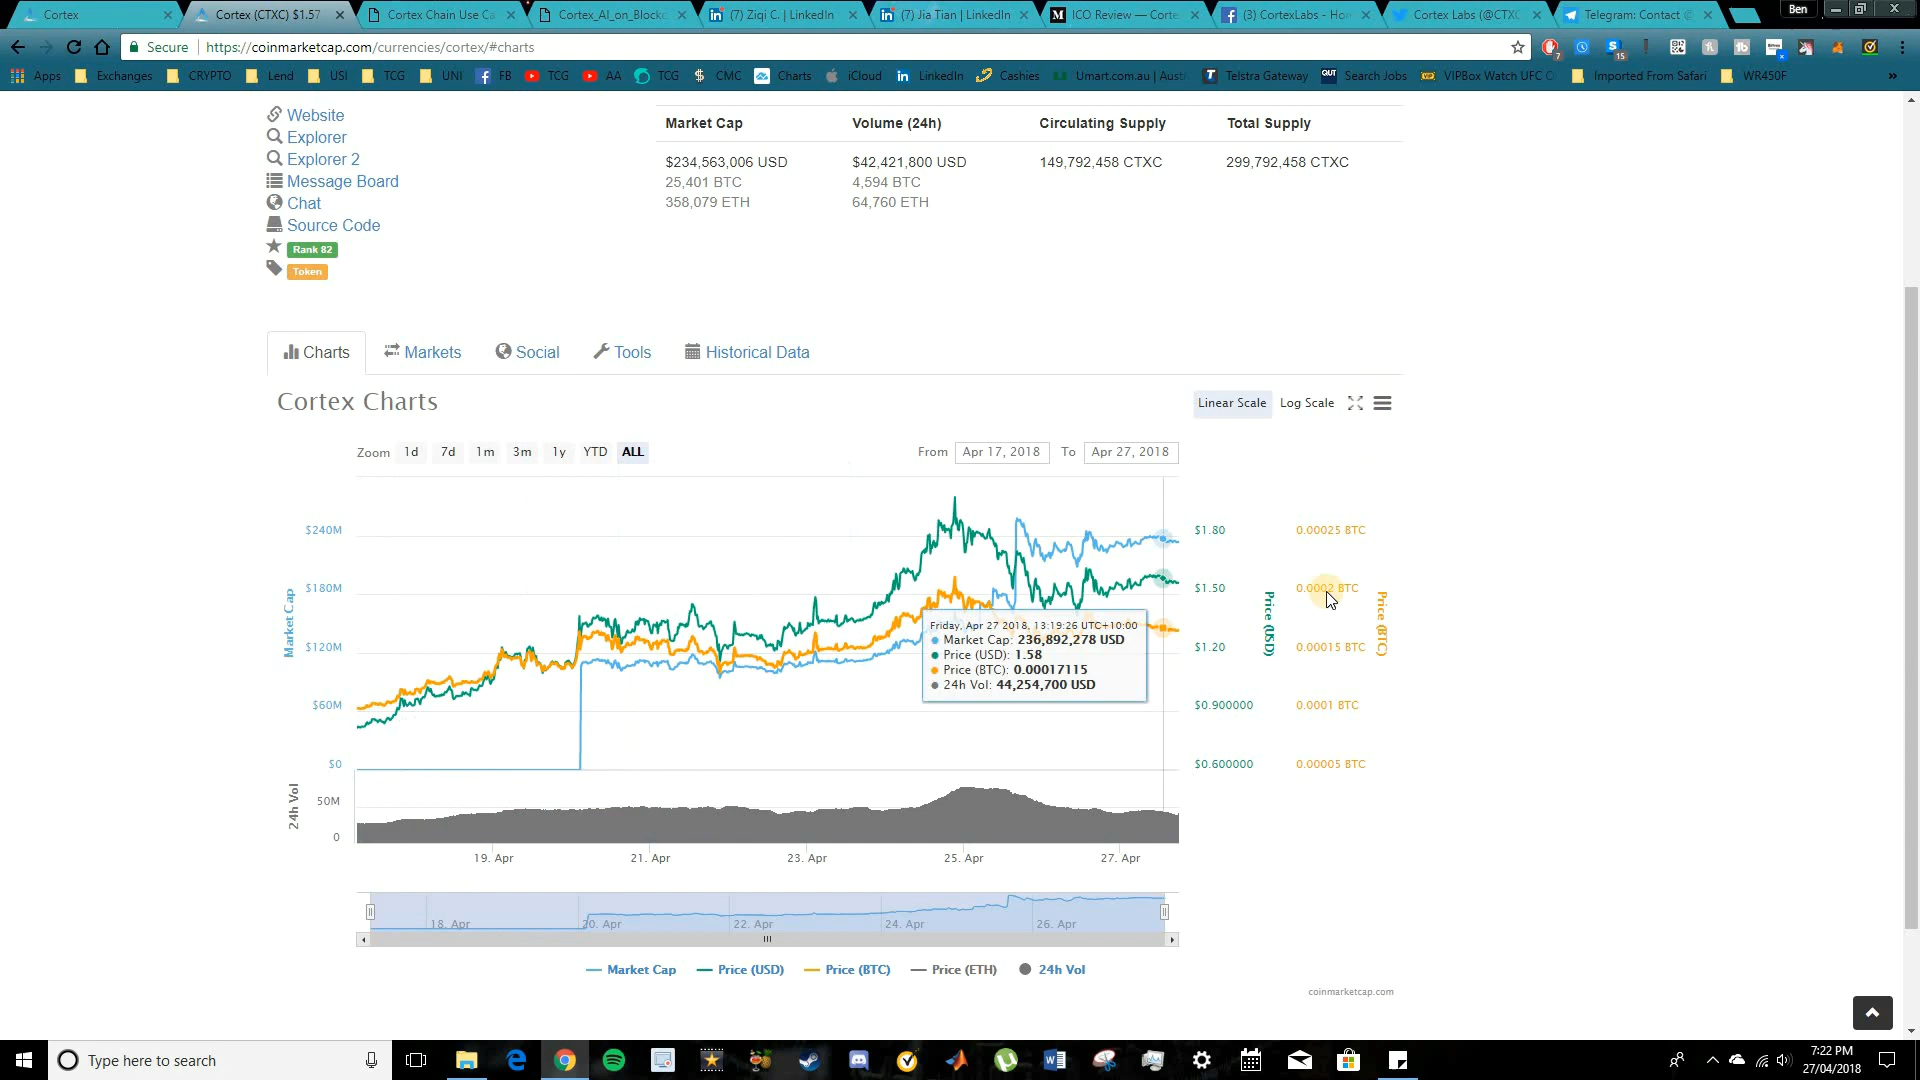 Cortex
Cortex (CTXC) $1.57
Cortex Chain Use Ca
Cortex_AI_on_Blockc
(7) Ziqi C. | LinkedIn
(7) Jia Tian | LinkedIn
ICO Review — Corte
(3) CortexLabs - Ho
Cortex Labs (@CTXC
Telegram: Contact @
Ben
Secure
https://coinmarketcap.com/currencies/cortex/#charts
7
15
Apps
Exchanges
CRYPTO
Lend
USI
TCG
UNI
FB
TCG
AA
TCG
CMC
Charts
iCloud
LinkedIn
Cashies
Umart.com.au | Aust
Telstra Gateway
QUT
Search Jobs
VIPBox Watch UFC
Imported From Safari
WR450F
Website
Explorer
Explorer 2
Message Board
Chat
Source Code
Rank 82
Token
Market Cap Volume (24h) Circulating Supply Total Supply
$234,563,006 USD $42,421,800 USD 149,792,458 CTXC 299,792,458 CTXC
25,401 BTC 4,594 BTC
358,079 ETH 64,760 ETH
Charts Markets Social Tools Historical Data
Cortex Charts
Linear Scale Log Scale
Zoom 1d 7d 1m 3m 1y YTD ALL
From Apr 17, 2018 To Apr 27, 2018
$240M $1.80 0.00025 BTC
$180M $1.50 0.0002 BTC
Market Cap
Price (USD)
Price (BTC)
Friday, Apr 27 2018, 13:19:26 UTC+10:00
Market Cap: 236,892,278 USD
Price (USD): 1.58
Price (BTC): 0.00017115
24h Vol: 44,254,700 USD
$120M $1.20 0.00015 BTC
$60M $0.900000 0.0001 BTC
$0 $0.600000 0.00005 BTC
24h Vol
50M
0
19. Apr 21. Apr 23. Apr 25. Apr 27. Apr
18. Apr 20. Apr 22. Apr 24. Apr 26. Apr
Market Cap Price (USD) Price (BTC) Price (ETH) 24h Vol
coinmarketcap.com
Type here to search
7:22 PM
27/04/2018